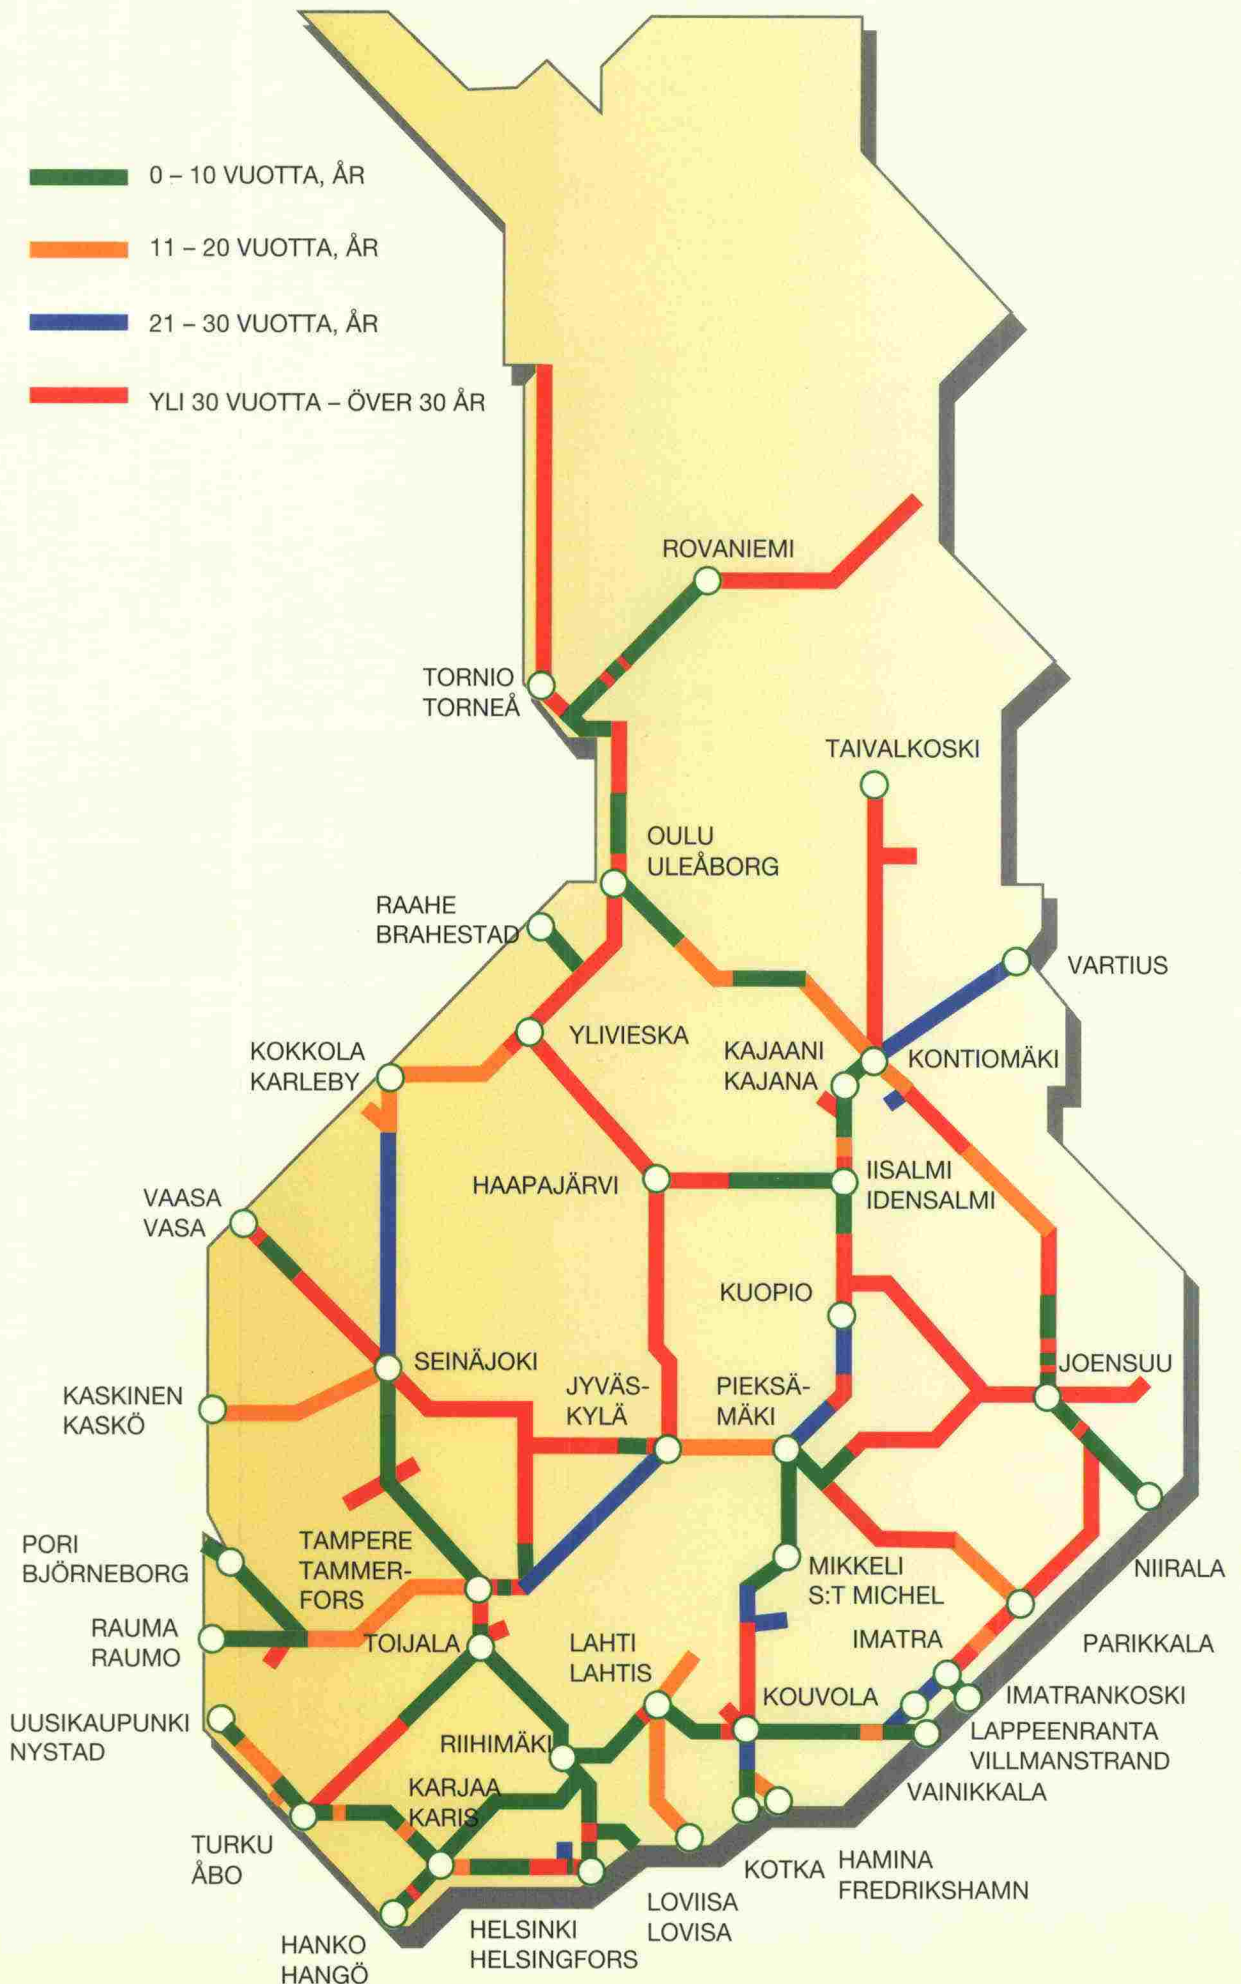 0 – 10 VUOTTA, ÅR
11 – 20 VUOTTA, ÅR
21 – 30 VUOTTA, ÅR
YLI 30 VUOTTA – ÖVER 30 ÅR
ROVANIEMI
TORNIO
TORNEÅ
TAIVALKOSKI
OULU
ULEÅBORG
RAAHE
BRAHESTAD
VARTIUS
YLIVIESKA
KOKKOLA
KARLEBY
KAJAANI
KAJANA
KONTIOMÄKI
HAAPAJÄRVI
IISALMI
IDENSALMI
VAASA
VASA
KUOPIO
SEINÄJOKI
JOENSUU
KASKINEN
KASKÖ
JYVÄS-
KYLÄ
PIEKSÄ-
MÄKI
PORI
BJÖRNEBORG
TAMPERE
TAMMER-
FORS
MIKKELI
S:T MICHEL
NIIRALA
RAUMA
RAUMO
TOIJALA
LAHTI
LAHTIS
IMATRA
PARIKKALA
UUSIKAUPUNKI
NYSTAD
RIIHIMÄKI
KOUVOLA
IMATRANKOSKI
LAPPEENRANTA
VILLMANSTRAND
KARJAA
KARIS
VAINIKKALA
TURKU
ÅBO
KOTKA
HAMINA
FREDRIKSHAMN
LOVIISA
LOVISA
HELSINKI
HELSINGFORS
HANKO
HANGÖ